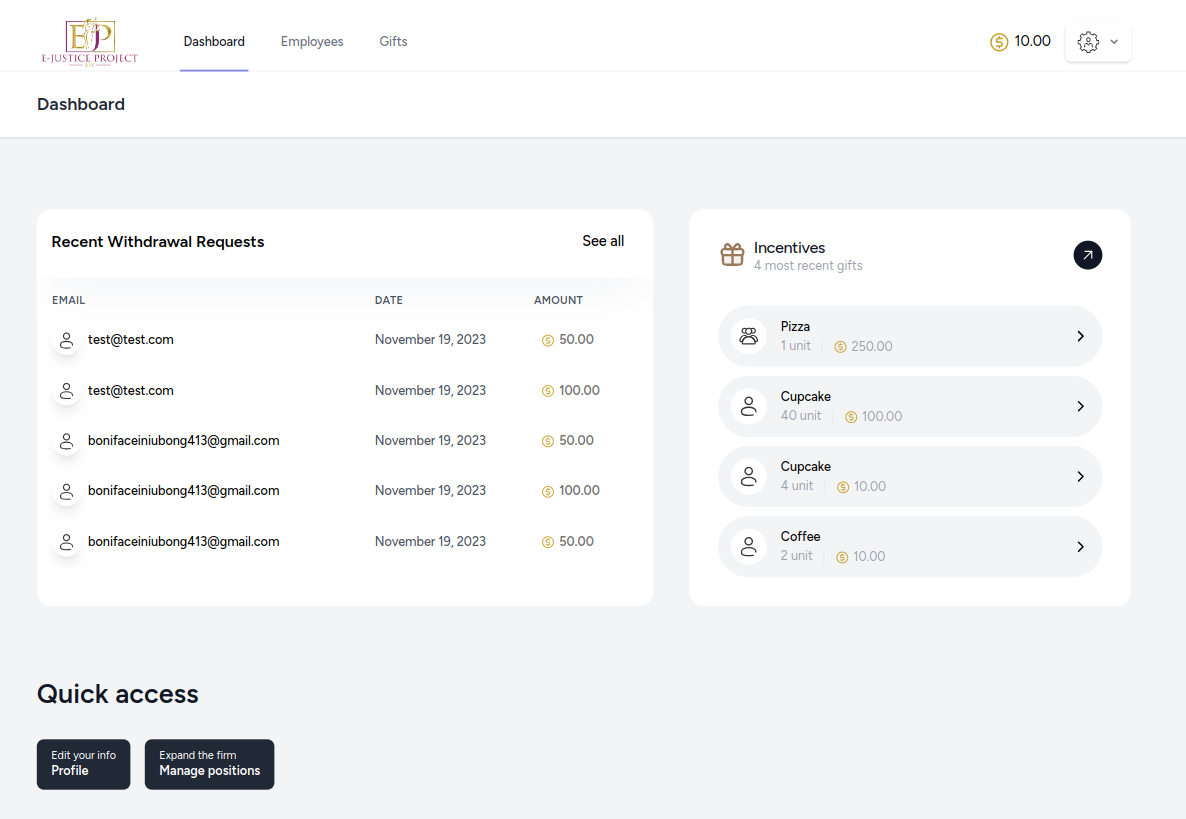 EJP
E-JUSTICE PROJECT
Dashboard
Employees
Gifts
10.00
Dashboard
Recent Withdrawal Requests
See all
EMAIL DATE AMOUNT
test@test.com November 19, 2023 50.00
test@test.com November 19, 2023 100.00
bonifaceiniubong413@gmail.com November 19, 2023 50.00
bonifaceiniubong413@gmail.com November 19, 2023 100.00
bonifaceiniubong413@gmail.com November 19, 2023 50.00
Incentives
4 most recent gifts
Pizza
1 unit 250.00
Cupcake
40 unit 100.00
Cupcake
4 unit 10.00
Coffee
2 unit 10.00
Quick access
Edit your info
Profile
Expand the firm
Manage positions